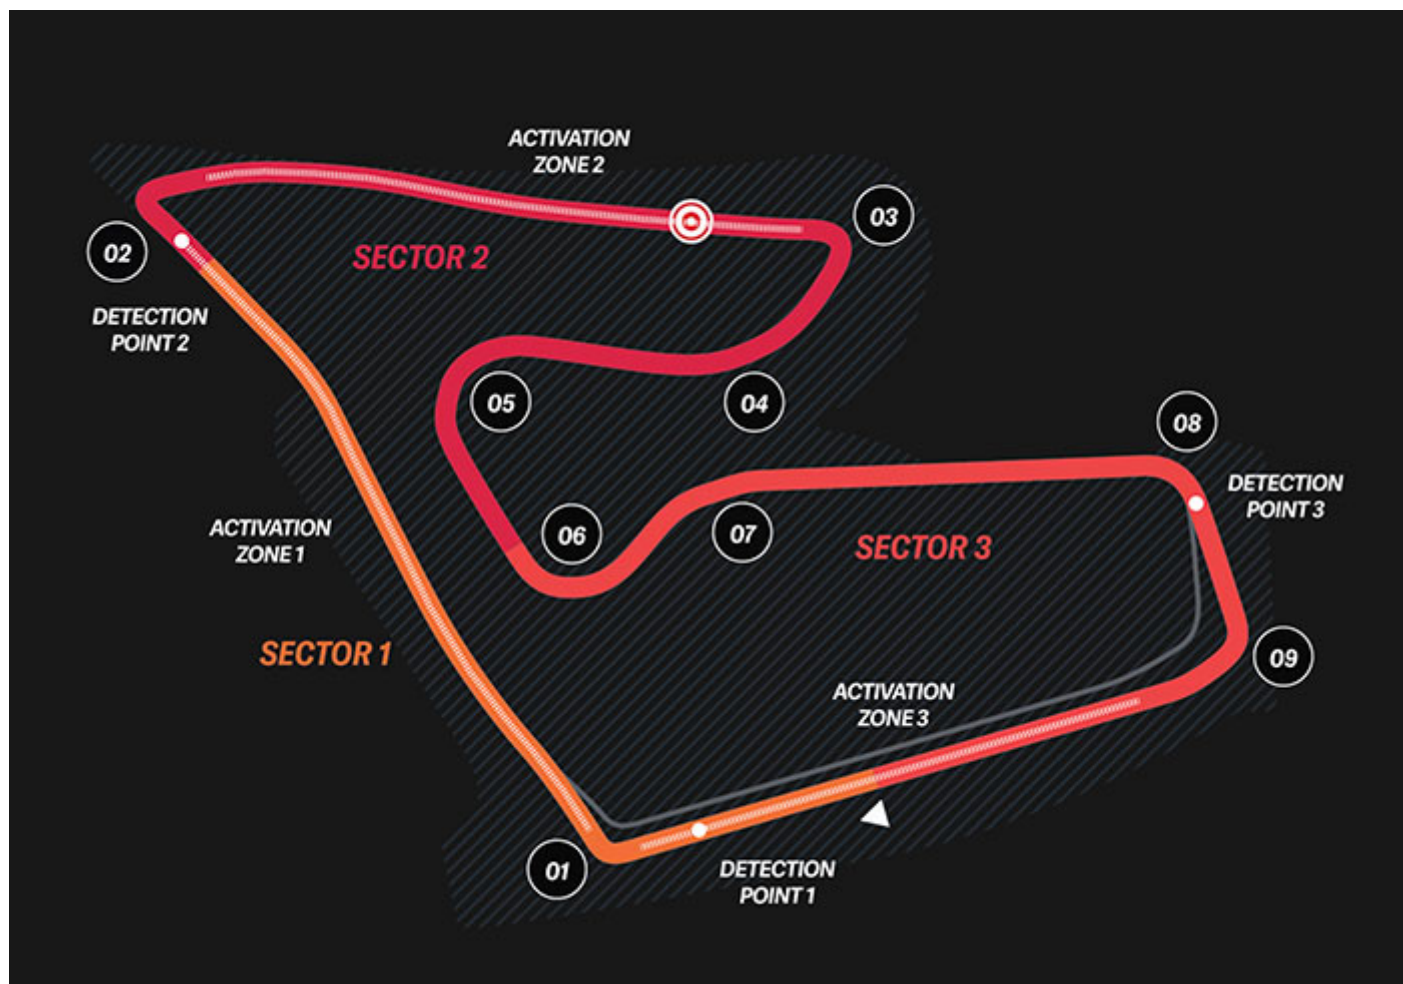 ACTIVATION
ZONE 2
03
02
SECTOR 2
DETECTION
POINT 2
05
04
08
DETECTION
POINT 3
ACTIVATION
ZONE 1
06
07
SECTOR 3
SECTOR 1
09
ACTIVATION
ZONE 3
01
DETECTION
POINT 1